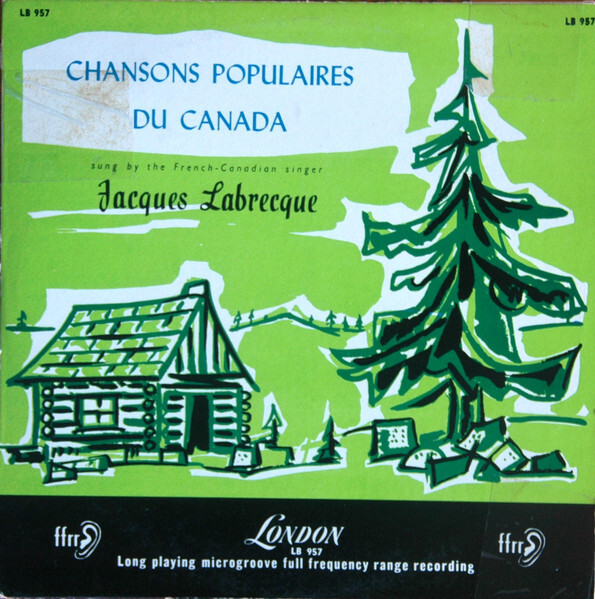 LB 957
LB 957
CHANSONS POPULAIRES
DU CANADA
sung by the French-Canadian singer
Jacques Labrecque
ffrr
LONDON
LB 957
Long playing microgroove full frequency range recording
ffrr